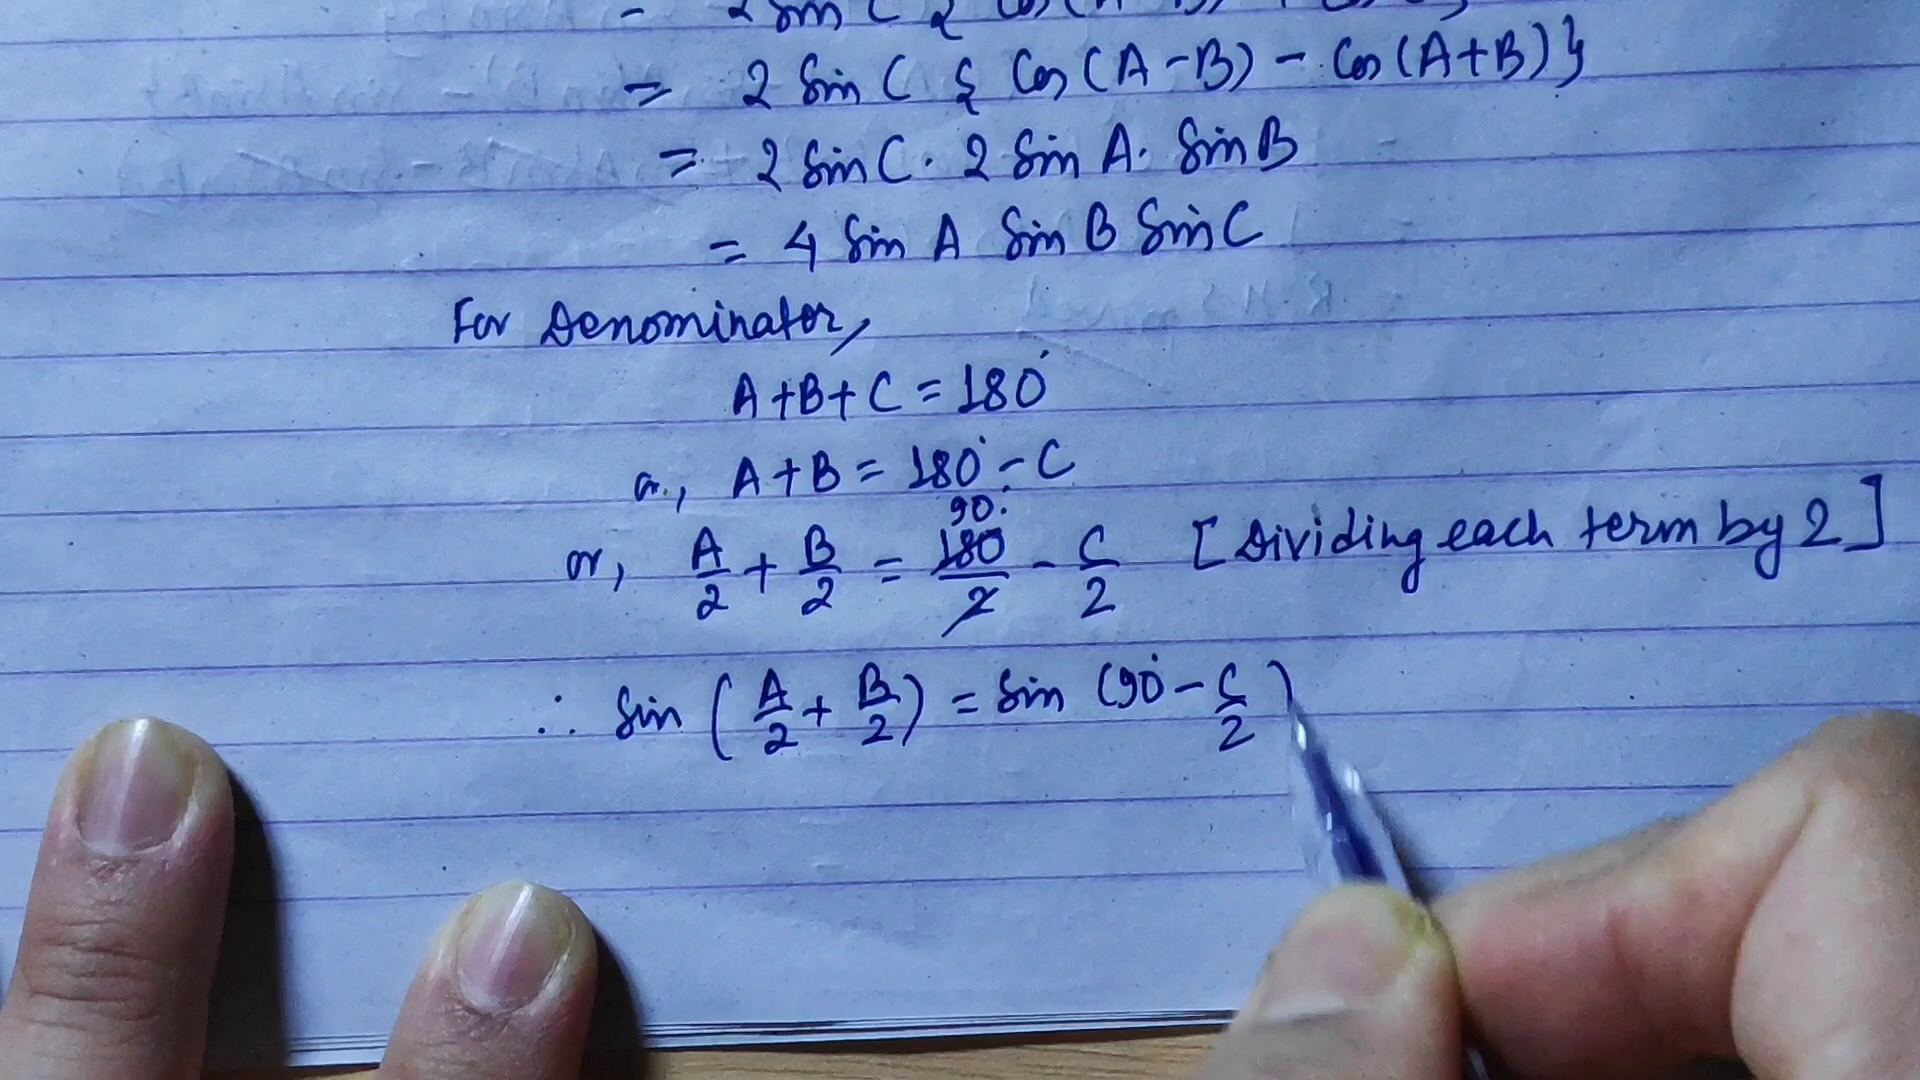 = 2 Sin C { Cos (A - B) - Cos (A+B)}
= 2 Sin C . 2 Sin A . Sin B
= 4 Sin A Sin B Sin C
For Denominator,
A+B+C = 180°
or, A+B = 180° - C
90°
or, A/2 + B/2 = 180/2 - C/2 [Dividing each term by 2]
∴ Sin (A/2 + B/2) = Sin (90° - C/2)